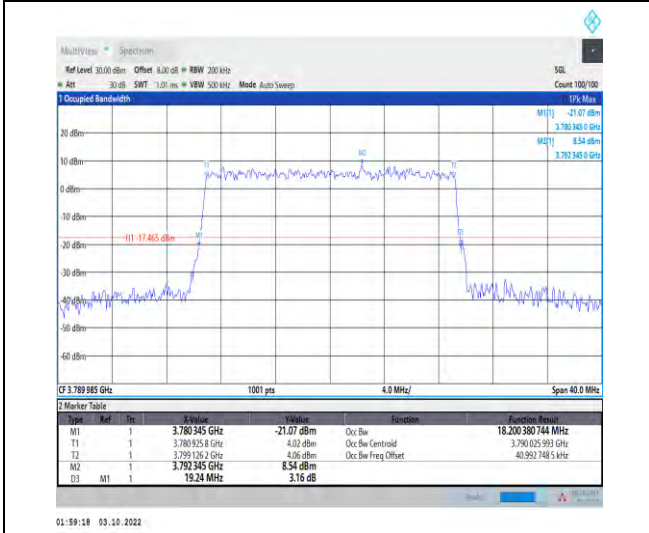 MultiView Spectrum
Ref Level 30.00 dBm Offset 6.00 dB RBW 200 kHz SGL
Att 30 dB SWT 1.01 ms VBW 500 kHz Mode Auto Sweep Count 100/100
1 Occupied Bandwidth 1Pk Max
M1[1] -21.07 dBm
3.780 345 0 GHz
M2[1] 8.54 dBm
3.792 345 0 GHz
20 dBm
10 dBm
M2
T1
T2
0 dBm
-10 dBm
H1 -17.465 dBm
M1
D3
-20 dBm
-30 dBm
-40 dBm
-50 dBm
-60 dBm
CF 3.789 985 GHz 1001 pts 4.0 MHz/ Span 40.0 MHz
2 Marker Table
Type Ref Trc X-Value Y-Value Function Function Result
M1 1 3.780 345 GHz -21.07 dBm Occ Bw 18.200 380 744 MHz
T1 1 3.780 925 8 GHz 4.02 dBm Occ Bw Centroid 3.790 025 993 GHz
T2 1 3.799 126 2 GHz 4.06 dBm Occ Bw Freq Offset 40.992 748 5 kHz
M2 1 3.792 345 GHz 8.54 dBm
D3 M1 1 19.24 MHz 3.16 dB
01:59:18 03.10.2022